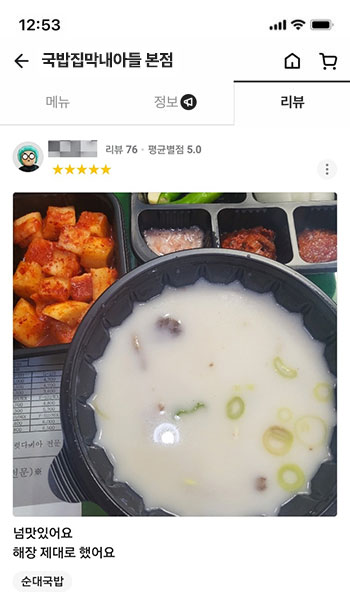 12:53
국밥집막내아들 본점
메뉴
정보
리뷰
리뷰 76 · 평균별점 5.0
넘맛있어요
해장 제대로 했어요
순대국밥